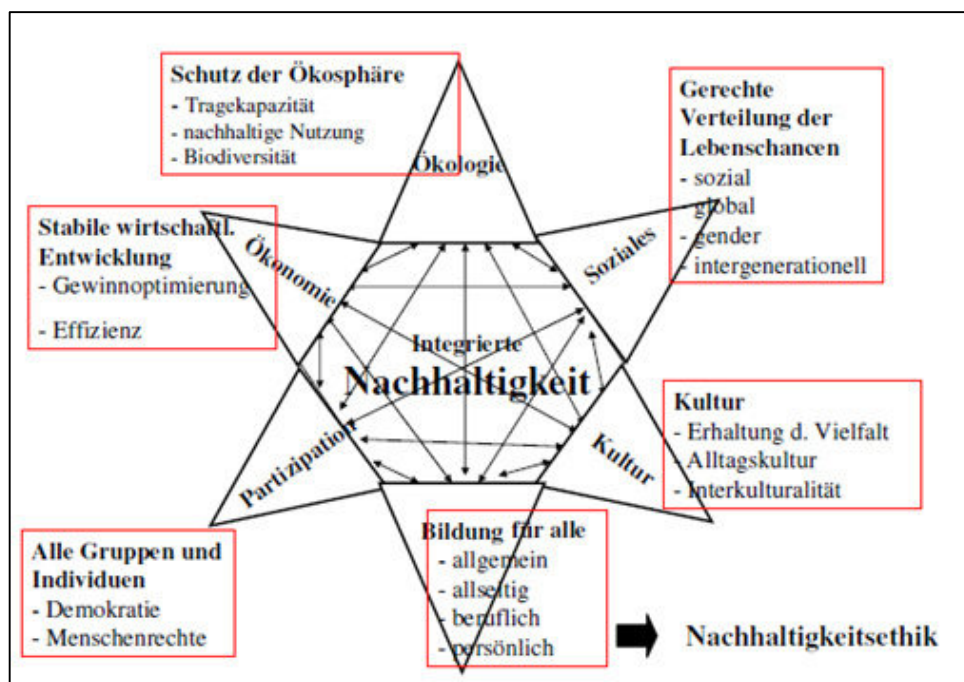 Schutz der Ökosphäre
- Tragekapazität
- nachhaltige Nutzung
- Biodiversität
Ökologie
Gerechte
Verteilung der
Lebenschancen
- sozial
- global
- gender
- intergenerationell
Soziales
Stabile wirtschaftl.
Entwicklung
- Gewinnoptimierung
- Effizienz
Ökonomie
Integrierte
Nachhaltigkeit
Kultur
- Erhaltung d. Vielfalt
- Alltagskultur
- Interkulturalität
Kultur
Partizipation
Alle Gruppen und
Individuen
- Demokratie
- Menschenrechte
Bildung für alle
- allgemein
- allseitig
- beruflich
- persönlich
Nachhaltigkeitsethik